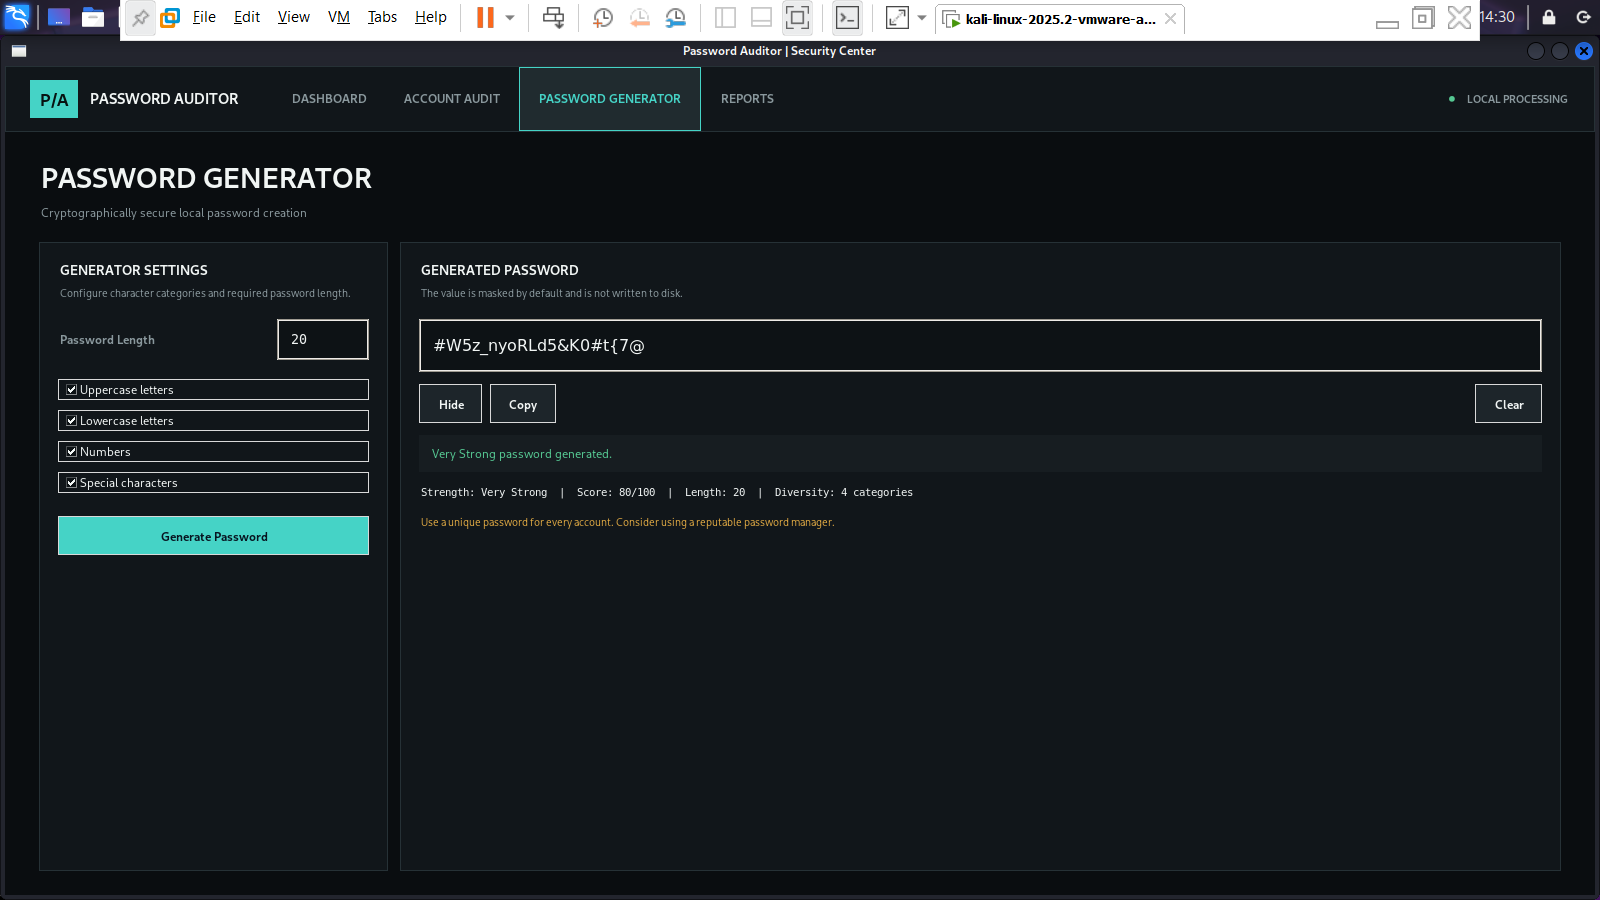 File Edit View VM Tabs Help kali-linux-2025.2-vmware-a... 14:30
Password Auditor | Security Center
P/A PASSWORD AUDITOR DASHBOARD ACCOUNT AUDIT PASSWORD GENERATOR REPORTS LOCAL PROCESSING
PASSWORD GENERATOR
Cryptographically secure local password creation
GENERATOR SETTINGS
Configure character categories and required password length.
Password Length 20
Uppercase letters
Lowercase letters
Numbers
Special characters
Generate Password
GENERATED PASSWORD
The value is masked by default and is not written to disk.
#W5z_nyoRLd5&K0#t{7@
Hide Copy Clear
Very Strong password generated.
Strength: Very Strong | Score: 80/100 | Length: 20 | Diversity: 4 categories
Use a unique password for every account. Consider using a reputable password manager.